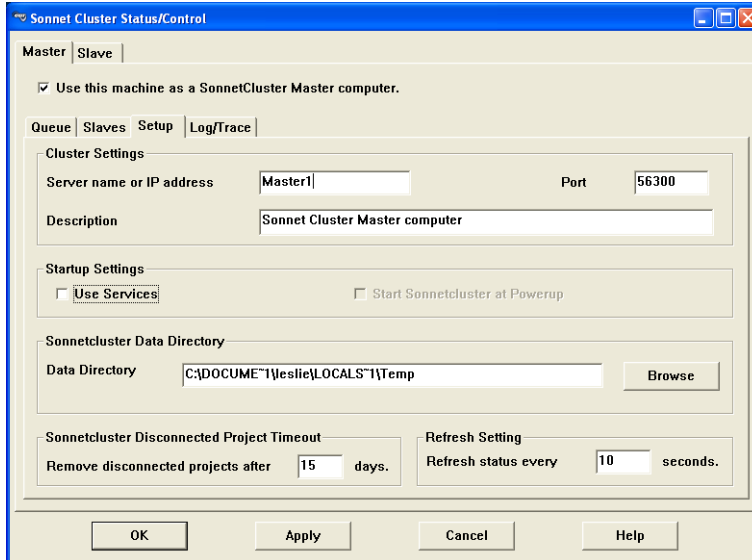 Sonnet Cluster Status/Control
Master Slave
Use this machine as a SonnetCluster Master computer.
Queue Slaves Setup Log/Trace
Cluster Settings
Server name or IP address Master1 Port 56300
Description Sonnet Cluster Master computer
Startup Settings
Use Services Start Sonnetcluster at Powerup
Sonnetcluster Data Directory
Data Directory C:\DOCUME~1\leslie\LOCALS~1\Temp Browse
Sonnetcluster Disconnected Project Timeout Refresh Setting
Remove disconnected projects after 15 days. Refresh status every 10 seconds.
OK Apply Cancel Help